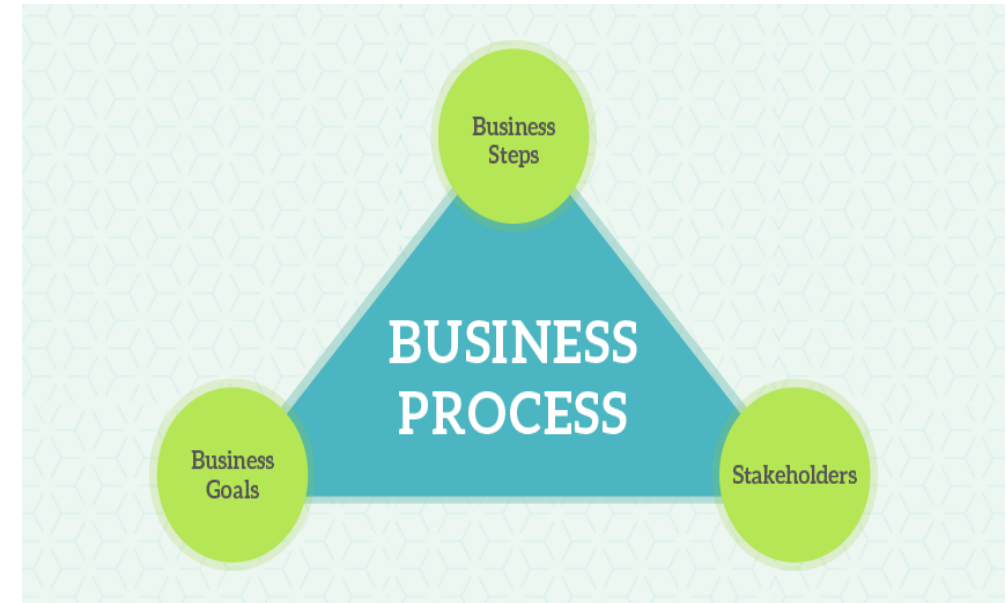 Business
Steps
BUSINESS
PROCESS
Business
Goals
Stakeholders